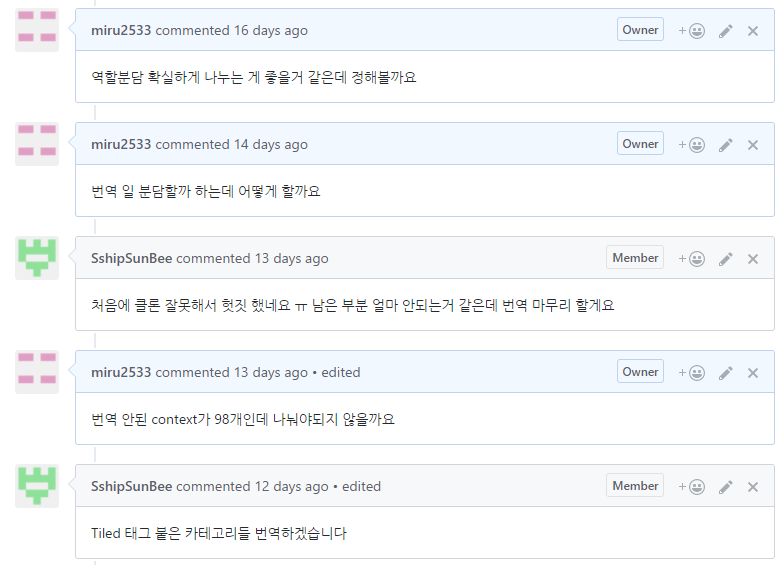 miru2533 commented 16 days ago Owner
역할분담 확실하게 나누는 게 좋을거 같은데 정해볼까요
miru2533 commented 14 days ago Owner
번역 일 분담할까 하는데 어떻게 할까요
SshipSunBee commented 13 days ago Member
처음에 클론 잘못해서 헛짓 했네요 ㅠ 남은 부분 얼마 안되는거 같은데 번역 마무리 할게요
miru2533 commented 13 days ago • edited Owner
번역 안된 context가 98개인데 나눠야되지 않을까요
SshipSunBee commented 12 days ago • edited Member
Tiled 태그 붙은 카테고리들 번역하겠습니다